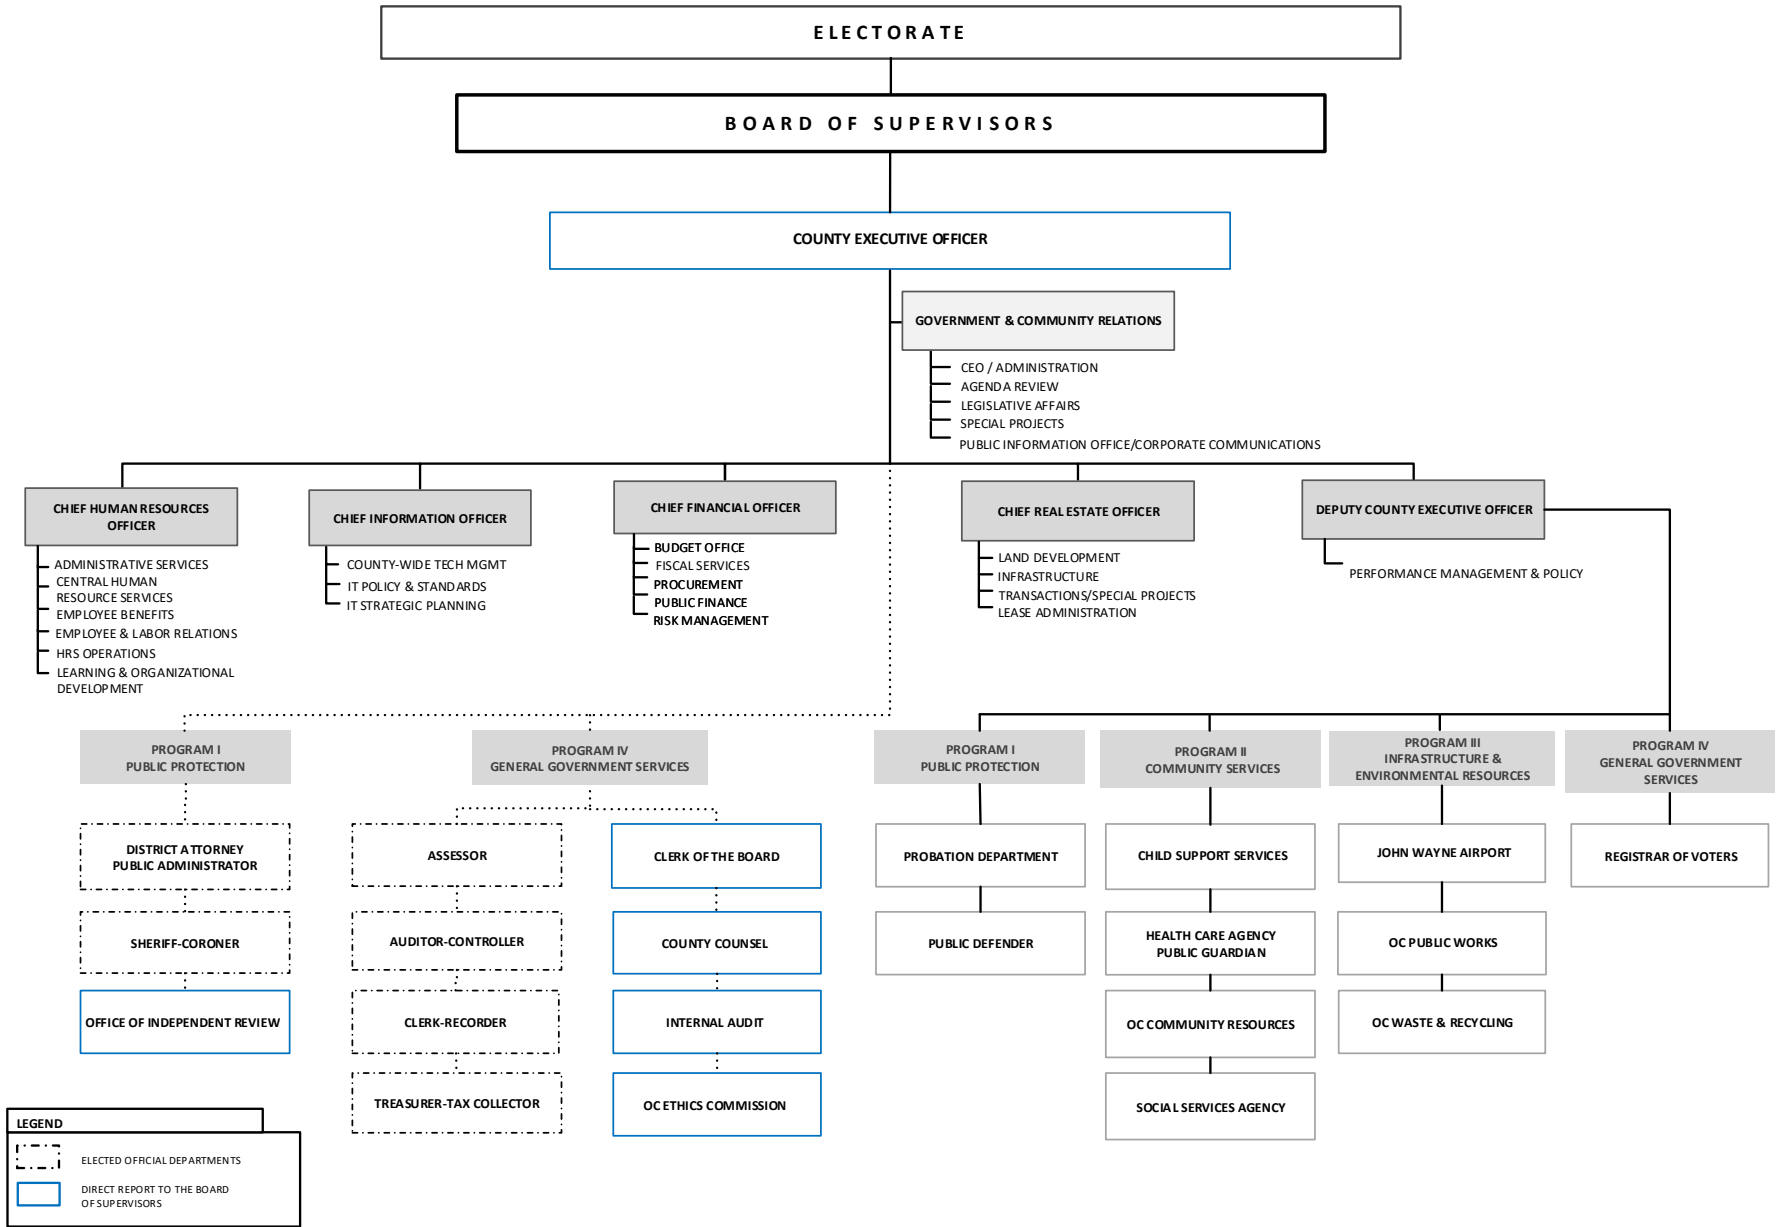 ELECTORATE
BOARD OF SUPERVISORS
COUNTY EXECUTIVE OFFICER
GOVERNMENT & COMMUNITY RELATIONS
CEO / ADMINISTRATION
AGENDA REVIEW
LEGISLATIVE AFFAIRS
SPECIAL PROJECTS
PUBLIC INFORMATION OFFICE/CORPORATE COMMUNICATIONS
CHIEF HUMAN RESOURCES
OFFICER
ADMINISTRATIVE SERVICES
CENTRAL HUMAN
RESOURCE SERVICES
EMPLOYEE BENEFITS
EMPLOYEE & LABOR RELATIONS
HRS OPERATIONS
LEARNING & ORGANIZATIONAL
DEVELOPMENT
CHIEF INFORMATION OFFICER
COUNTY-WIDE TECH MGMT
IT POLICY & STANDARDS
IT STRATEGIC PLANNING
CHIEF FINANCIAL OFFICER
BUDGET OFFICE
FISCAL SERVICES
PROCUREMENT
PUBLIC FINANCE
RISK MANAGEMENT
CHIEF REAL ESTATE OFFICER
LAND DEVELOPMENT
INFRASTRUCTURE
TRANSACTIONS/SPECIAL PROJECTS
LEASE ADMINISTRATION
DEPUTY COUNTY EXECUTIVE OFFICER
PERFORMANCE MANAGEMENT & POLICY
PROGRAM I
PUBLIC PROTECTION
DISTRICT ATTORNEY
PUBLIC ADMINISTRATOR
SHERIFF-CORONER
OFFICE OF INDEPENDENT REVIEW
PROGRAM IV
GENERAL GOVERNMENT SERVICES
ASSESSOR
AUDITOR-CONTROLLER
CLERK-RECORDER
TREASURER-TAX COLLECTOR
CLERK OF THE BOARD
COUNTY COUNSEL
INTERNAL AUDIT
OC ETHICS COMMISSION
PROGRAM I
PUBLIC PROTECTION
PROBATION DEPARTMENT
PUBLIC DEFENDER
PROGRAM II
COMMUNITY SERVICES
CHILD SUPPORT SERVICES
HEALTH CARE AGENCY
PUBLIC GUARDIAN
OC COMMUNITY RESOURCES
SOCIAL SERVICES AGENCY
PROGRAM III
INFRASTRUCTURE &
ENVIRONMENTAL RESOURCES
JOHN WAYNE AIRPORT
OC PUBLIC WORKS
OC WASTE & RECYCLING
PROGRAM IV
GENERAL GOVERNMENT
SERVICES
REGISTRAR OF VOTERS
LEGEND
ELECTED OFFICIAL DEPARTMENTS
DIRECT REPORT TO THE BOARD
OF SUPERVISORS